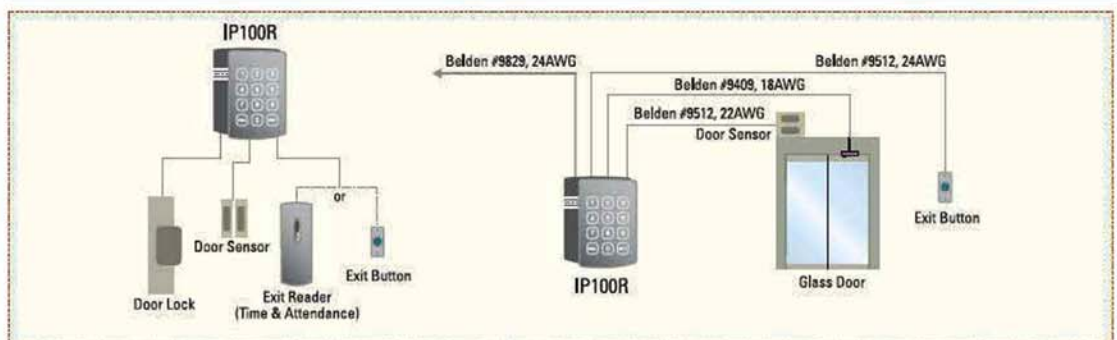 IP100R
or
Door Sensor
Door Lock
Exit Reader
(Time & Attendance)
Exit Button
Belden #9829, 24AWG
Belden #9512, 24AWG
Belden #9409, 18AWG
Belden #9512, 22AWG
Door Sensor
IP100R
Glass Door
Exit Button